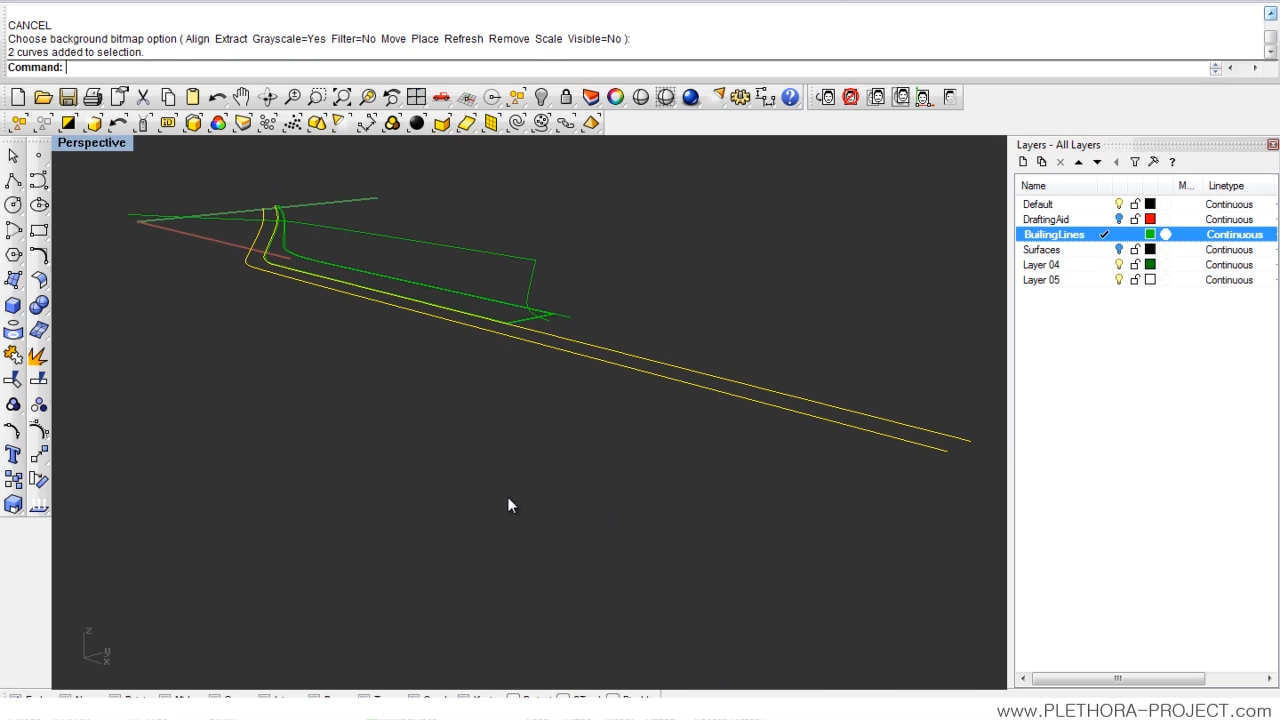 CANCEL
Choose background bitmap option ( Align Extract Grayscale=Yes Filter=No Move Place Refresh Remove Scale Visible=No ):
2 curves added to selection.
Command:
Perspective
Layers - All Layers
Name M... Linetype
Default Continuous
DraftingAid Continuous
BuilingLines Continuous
Surfaces Continuous
Layer 04 Continuous
Layer 05 Continuous
z
y
x
www.PLETHORA-PROJECT.com